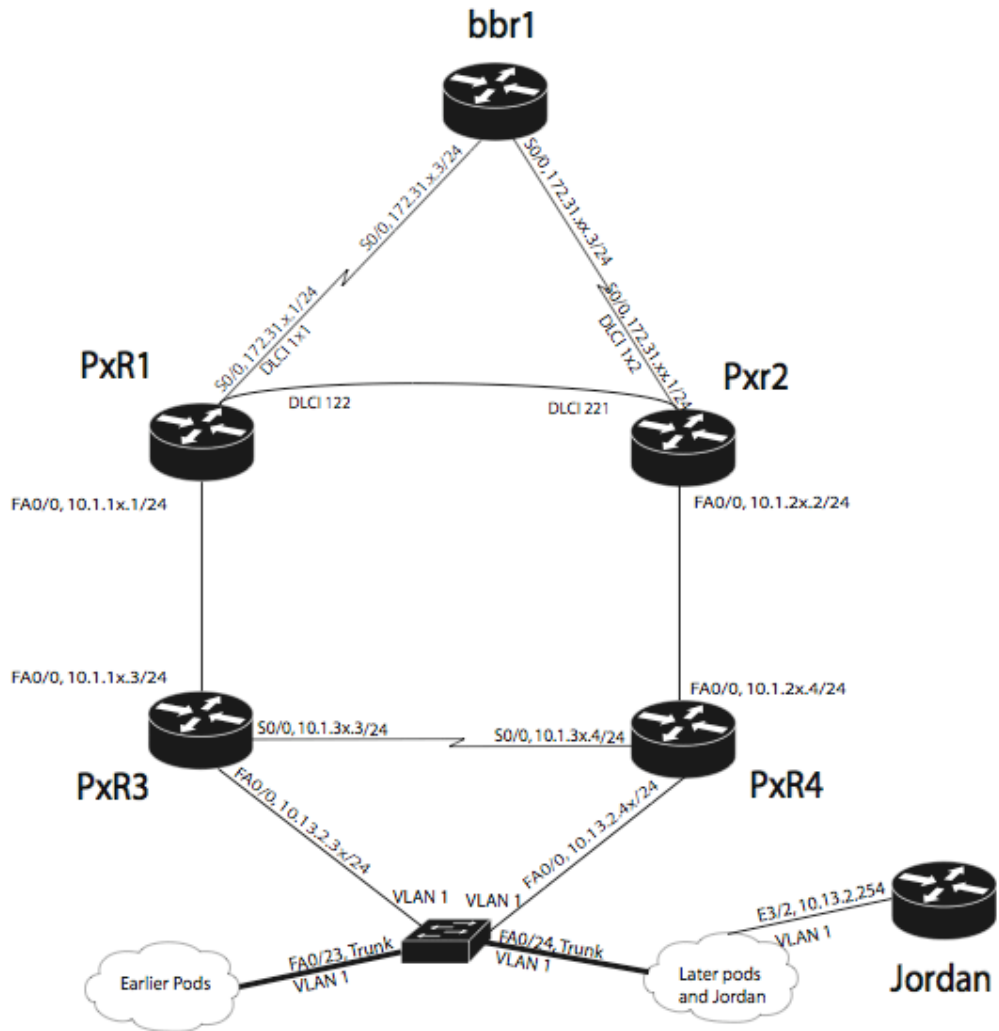 bbr1
S0/0, 172.31.x.3/24
S0/0, 172.31.xx.3/24
S0/0, 172.31.x.1/24
DLCI 1x1
S0/0, 172.31.xx.1/24
DLCI 1x2
PxR1
Pxr2
DLCI 122
DLCI 221
FA0/0, 10.1.1x.1/24
FA0/0, 10.1.2x.2/24
FA0/0, 10.1.1x.3/24
FA0/0, 10.1.2x.4/24
S0/0, 10.1.3x.3/24
S0/0, 10.1.3x.4/24
PxR3
PxR4
FA0/0, 10.13.2.3x/24
FA0/0, 10.13.2.4x/24
VLAN 1
VLAN 1
E3/2, 10.13.2.254
VLAN 1
FA0/23, Trunk
VLAN 1
FA0/24, Trunk
VLAN 1
Earlier Pods
Later pods
and Jordan
Jordan